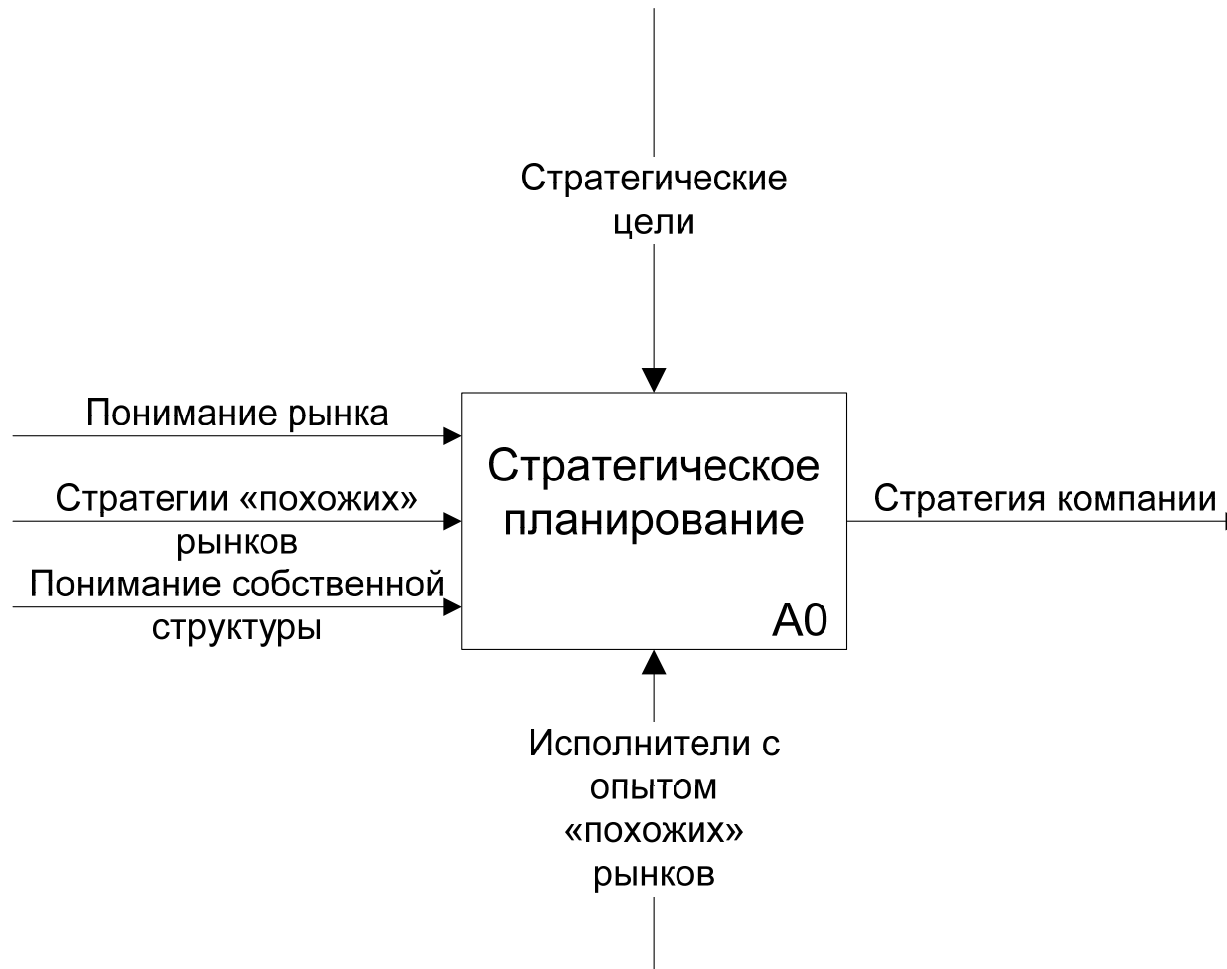 Стратегические
цели
Понимание рынка
Стратегии «похожих»
рынков
Понимание собственной
структуры
Стратегическое
планирование
А0
Стратегия компании
Исполнители с
опытом
«похожих»
рынков